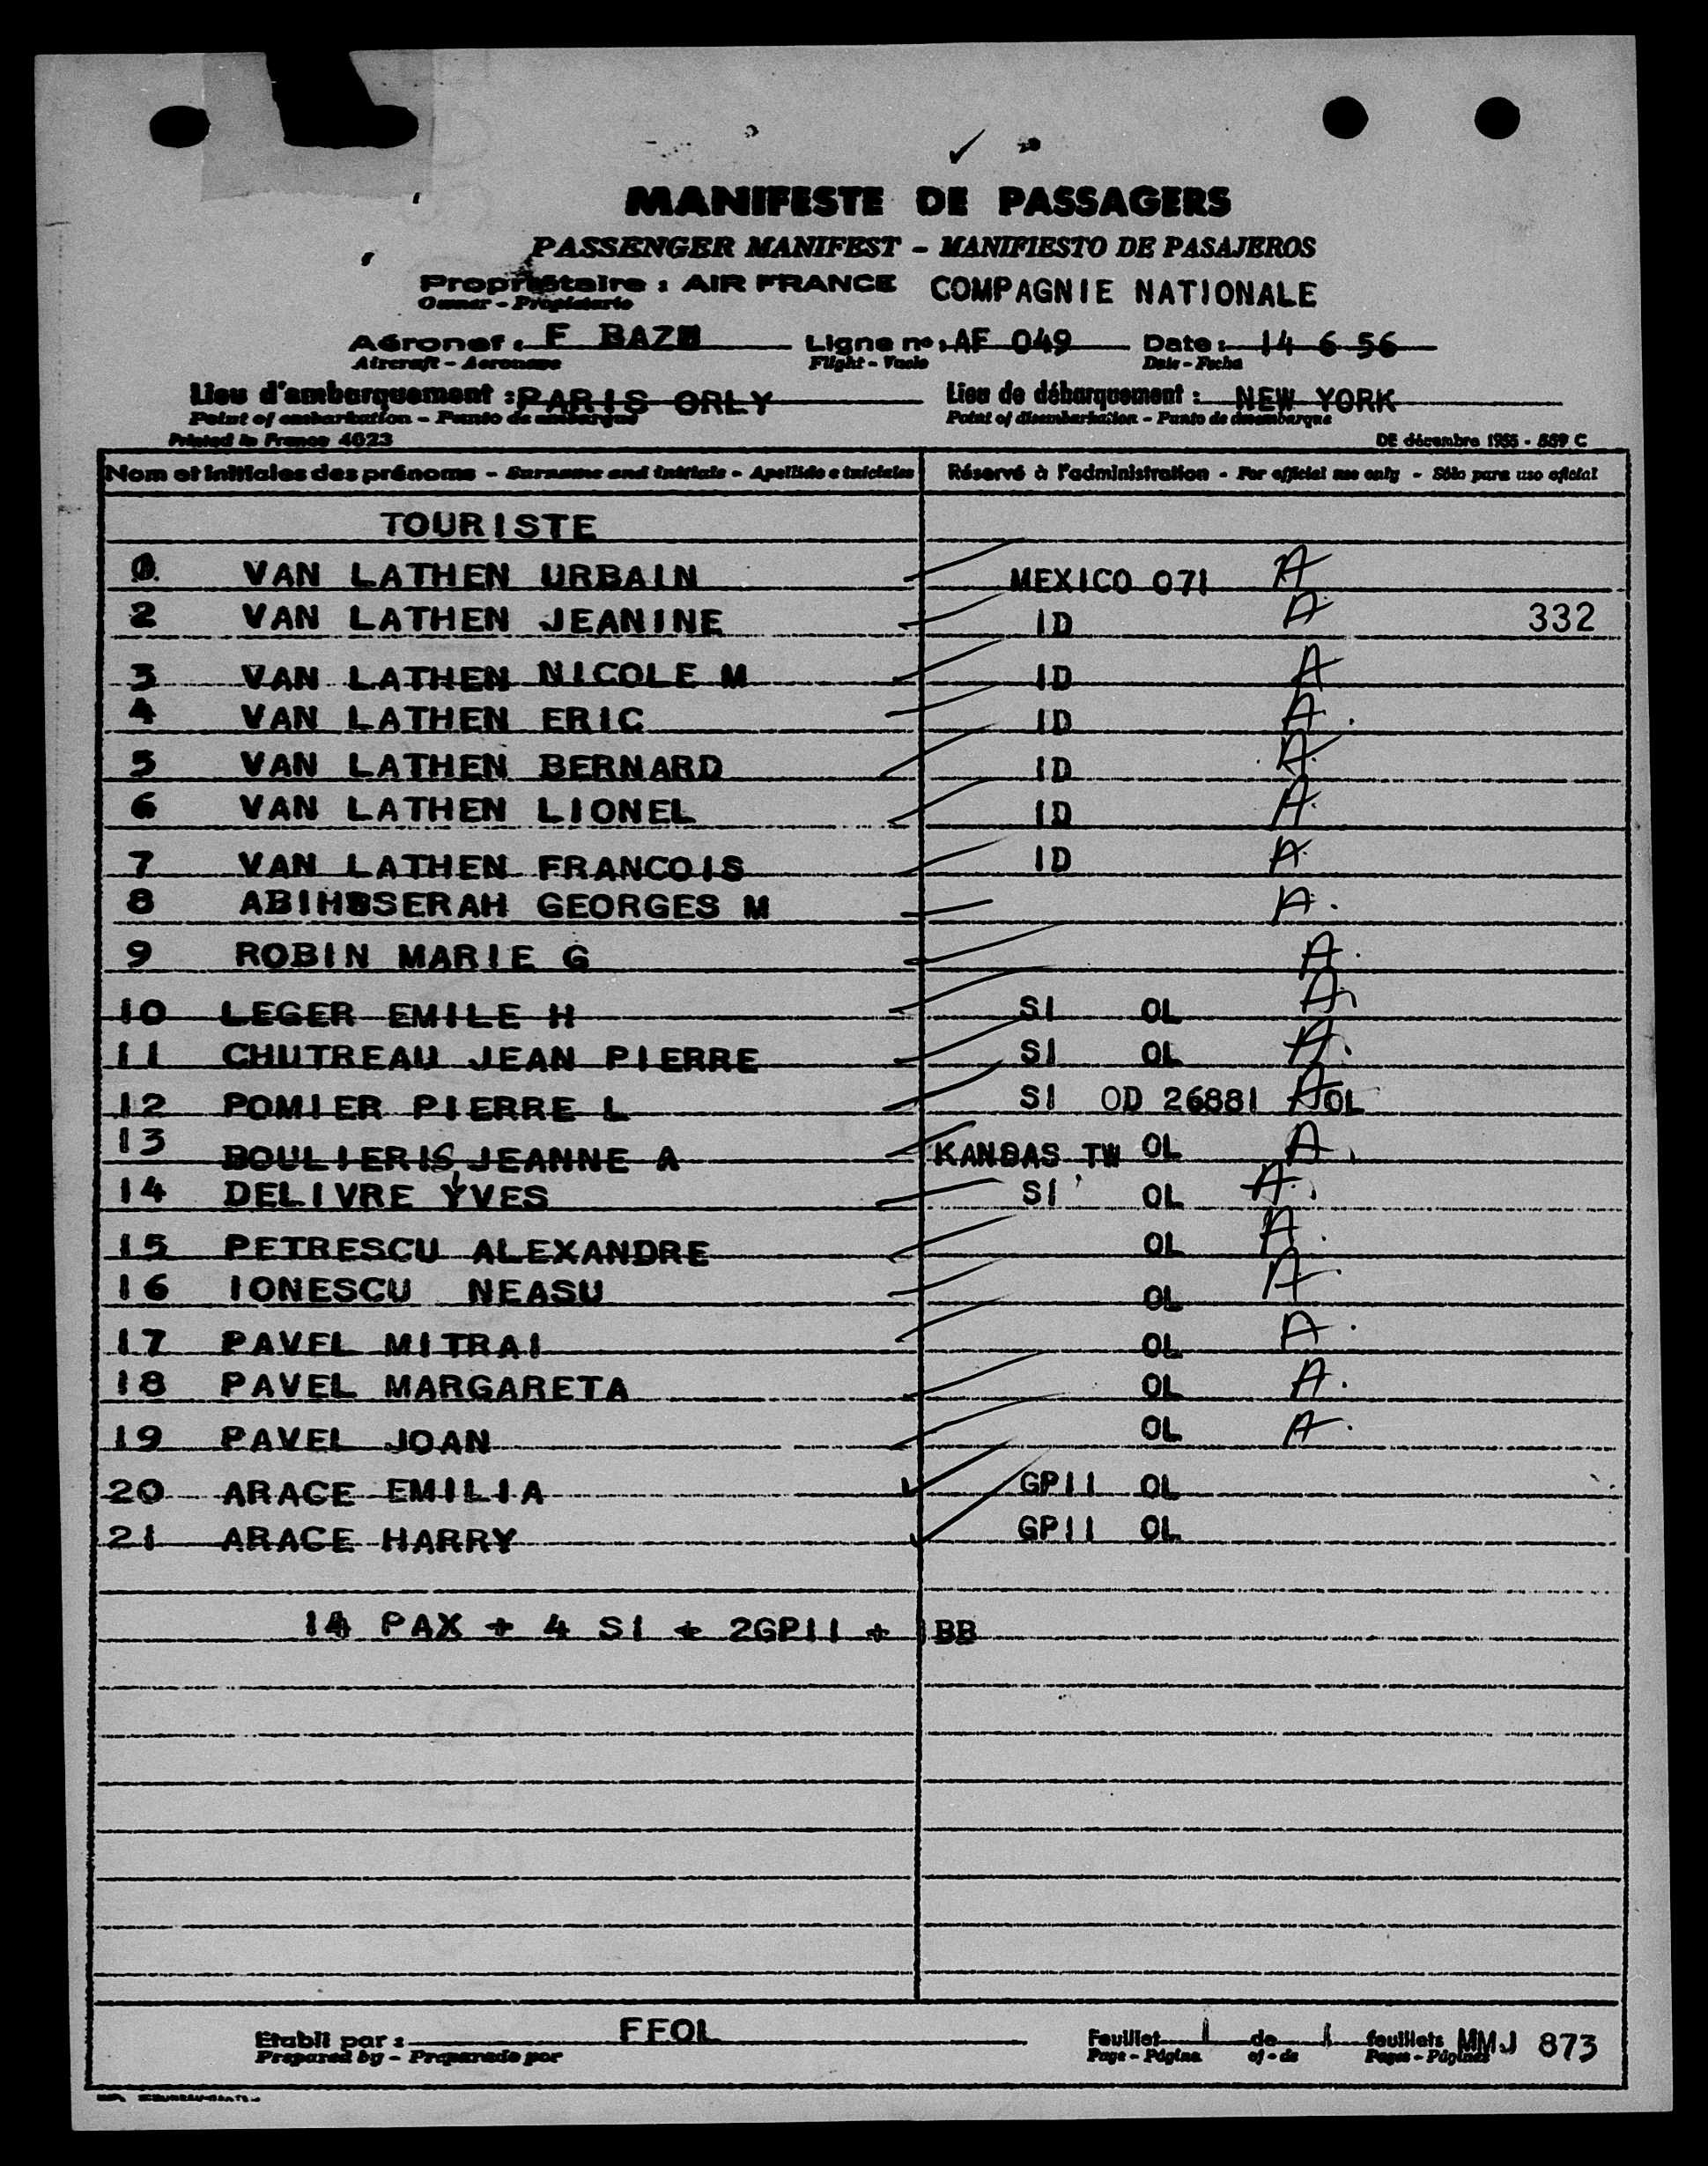 MANIFESTE DE PASSAGERS
PASSENGER MANIFEST - MANIFIESTO DE PASAJEROS
Propriétaire : AIR FRANCE COMPAGNIE NATIONALE
Owner - Propietario
Aéronef : F BAZ Ligne no : AF 049 Date : 14 6 56
Aircraft - Aeronave Flight - Vuelo Date - Fecha
Lieu d'embarquement : PARIS ORLY Lieu de débarquement : NEW YORK
Point of embarkation - Punto de embarque Point of disembarkation - Punto de desembarque
Printed in France 4623 DE décembre 1955 - 559 C
Nom et initiales des prénoms - Surname and initials - Apellido e iniciales Réservé à l'administration - For official use only - Sólo para uso oficial
TOURISTE
VAN LATHEN URBAIN MEXICO 071 A
2 VAN LATHEN JEANINE ID A 332
3 VAN LATHEN NICOLE M ID A
4 VAN LATHEN ERIC ID A
5 VAN LATHEN BERNARD ID A
6 VAN LATHEN LIONEL ID A
7 VAN LATHEN FRANCOIS ID A
8 GEORGES M A
9 ROBIN MARIE G A
10 LEGER EMILE H SI OL A
11 CHUTREAU JEAN PIERRE SI OL A
12 POMIER PIERRE L SI OD 26881 A OL
13 BOULIERIS JEANNE A KANSAS TW OL A
14 DELIVRE YVES SI OL A
15 PETRESCU ALEXANDRE OL A
16 IONESCU NEASU OL A
17 PAVEL MITRAI OL A
18 PAVEL MARGARETA OL A
19 PAVEL JOAN OL A
20 ARACE EMILIA GP11 OL
21 ARACE HARRY GP11 OL
14 PAX + 4 SI + 2GP11 + 1BB
Etabli par : FFOL Feuillet 1 de 1 feuillets MMJ 873
Prepared by - Preparado por Page - Página of - de Pages - Páginas